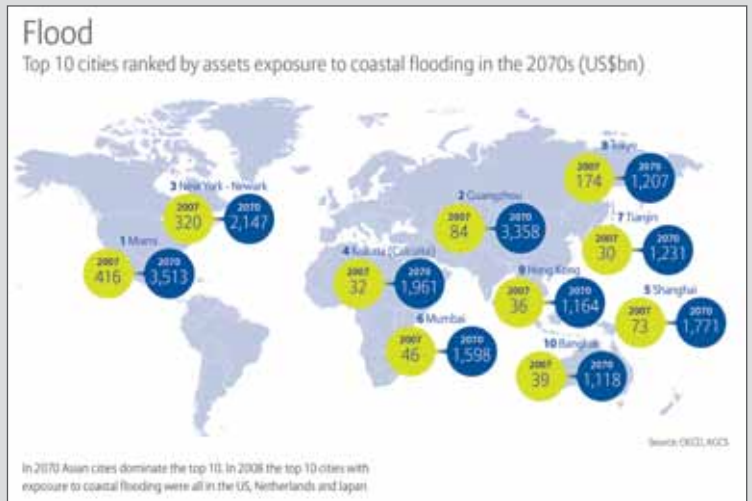 Flood
Top 10 cities ranked by assets exposure to coastal flooding in the 2070s (US$bn)
8 Tokyo
2007
174
2070
1,207
3 New York - Newark
2007
320
2070
2,147
2 Guangzhou
2007
84
2070
3,358
7 Tianjin
2007
30
2070
1,231
1 Miami
2007
416
2070
3,513
4 Kolkata (Calcutta)
2007
32
2070
1,961
9 Hong Kong
2007
36
2070
1,164
5 Shanghai
2007
73
2070
1,771
6 Mumbai
2007
46
2070
1,598
10 Bangkok
2007
39
2070
1,118
Source: OECD, AGCS
In 2070 Asian cities dominate the top 10. In 2008 the top 10 cities with
exposure to coastal flooding were all in the US, Netherlands and Japan